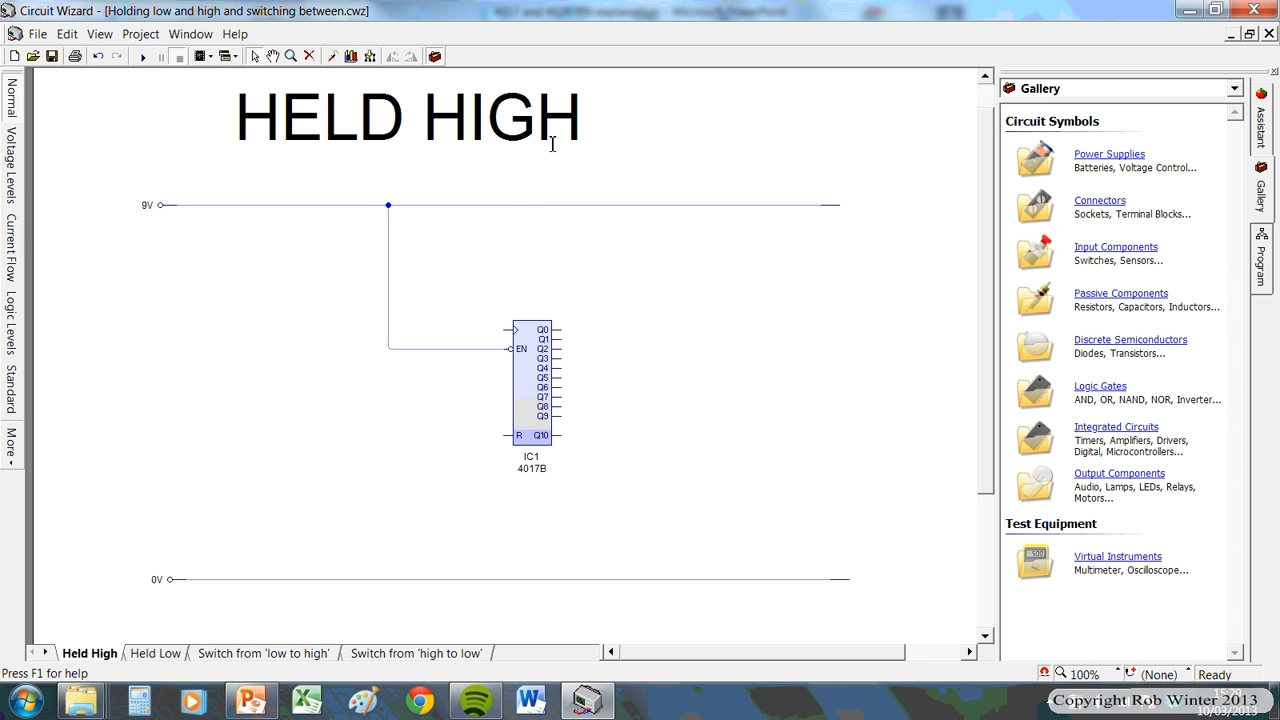 Circuit Wizard - [Holding low and high and switching between.cwz]
File Edit View Project Window Help
Normal
Voltage Levels
Current Flow
Logic Levels
Standard
More
HELD HIGH
9V
Q0
Q1
EN Q2
Q3
Q4
Q5
Q6
Q7
Q8
Q9
R Q10
IC1
4017B
0V
Gallery
Circuit Symbols
Power Supplies
Batteries, Voltage Control...
Connectors
Sockets, Terminal Blocks...
Input Components
Switches, Sensors...
Passive Components
Resistors, Capacitors, Inductors...
Discrete Semiconductors
Diodes, Transistors...
Logic Gates
AND, OR, NAND, NOR, Inverter...
Integrated Circuits
Timers, Amplifiers, Drivers,
Digital, Microcontrollers...
Output Components
Audio, Lamps, LEDs, Relays,
Motors...
Test Equipment
Virtual Instruments
Multimeter, Oscilloscope...
Assistant
Gallery
Program
Held High Held Low Switch from 'low to high' Switch from 'high to low'
Press F1 for help 100% (None) Ready
Copyright Rob Winter 2013
10/03/2013